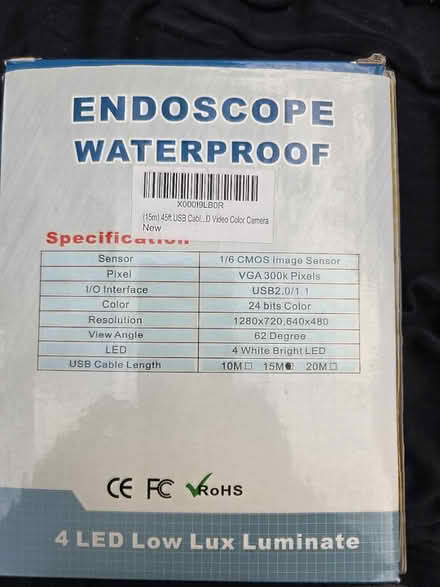 ENDOSCOPE
WATERPROOF
X000I9LB0R
(15m) 45ft USB Cabl...D Video Color Camera
New
Specification
Sensor 1/6 CMOS Image Sensor
Pixel VGA 300k Pixels
I/O Interface USB2.0/1.1
Color 24 bits Color
Resolution 1280x720,640x480
View Angle 62 Degree
LED 4 White Bright LED
USB Cable Length 10M□ 15M■ 20M□
CE FC RoHS
4 LED Low Lux Luminate